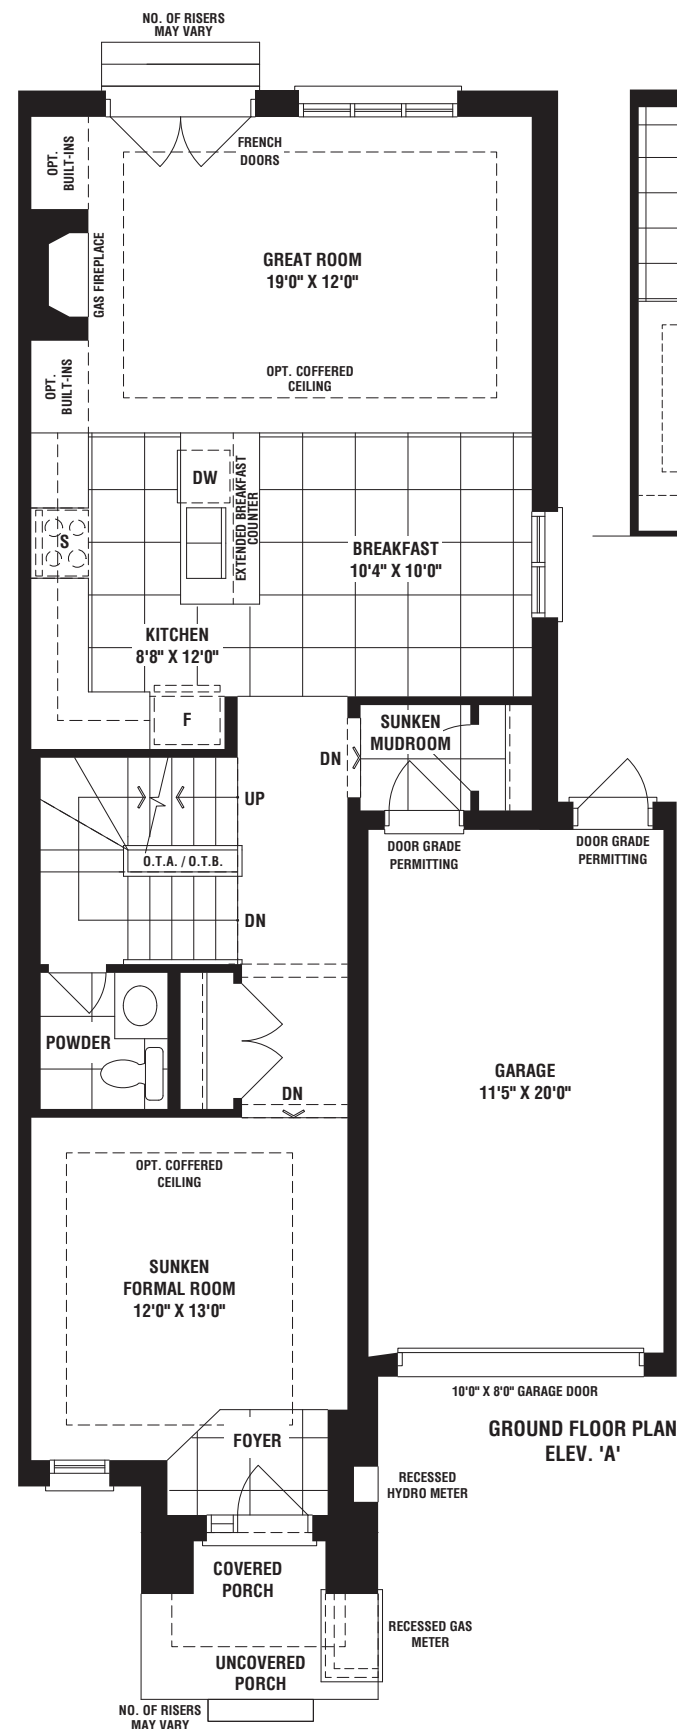 NO. OF RISERS
MAY VARY
FRENCH
DOORS
OPT.
BUILT-INS
GAS FIREPLACE
GREAT ROOM
19'0" X 12'0"
OPT. COFFERED
CEILING
OPT.
BUILT-INS
DW
EXTENDED BREAKFAST
COUNTER
S
BREAKFAST
10'4" X 10'0"
KITCHEN
8'8" X 12'0"
F
SUNKEN
MUDROOM
DN
UP
DOOR GRADE
PERMITTING
DOOR GRADE
PERMITTING
O.T.A. / O.T.B.
DN
POWDER
GARAGE
11'5" X 20'0"
DN
OPT. COFFERED
CEILING
SUNKEN
FORMAL ROOM
12'0" X 13'0"
10'0" X 8'0" GARAGE DOOR
GROUND FLOOR PLAN
ELEV. 'A'
FOYER
RECESSED
HYDRO METER
COVERED
PORCH
RECESSED GAS
METER
UNCOVERED
PORCH
NO. OF RISERS
MAY VARY